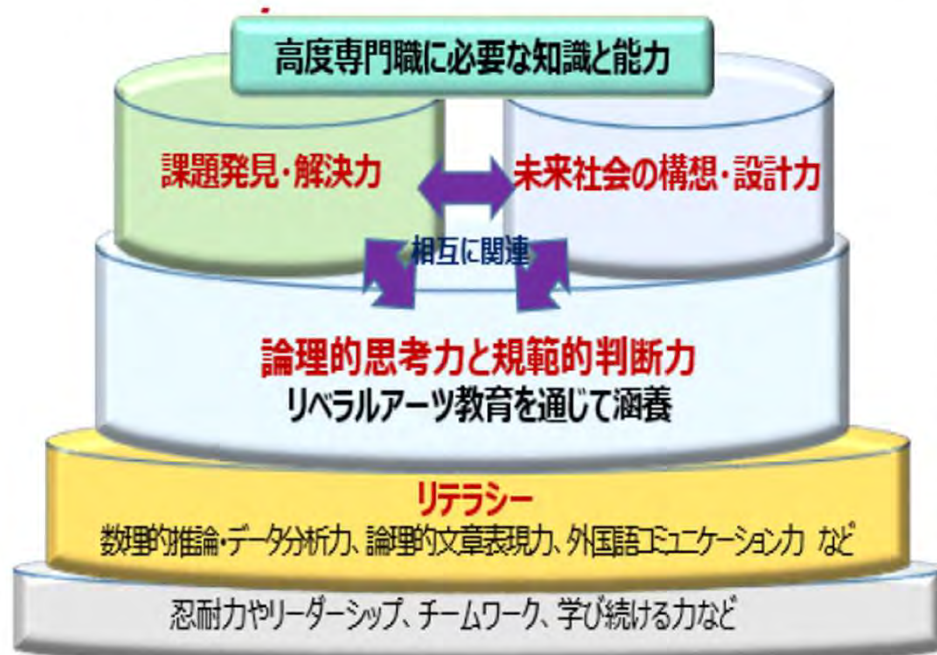 高度専門職に必要な知識と能力
課題発見・解決力
未来社会の構想・設計力
相互に関連
論理的思考力と規範的判断力
リベラルアーツ教育を通じて涵養
リテラシー
数理的推論・データ分析力、論理的文章表現力、外国語コミュニケーション力 など
忍耐力やリーダーシップ、チームワーク、学び続ける力など